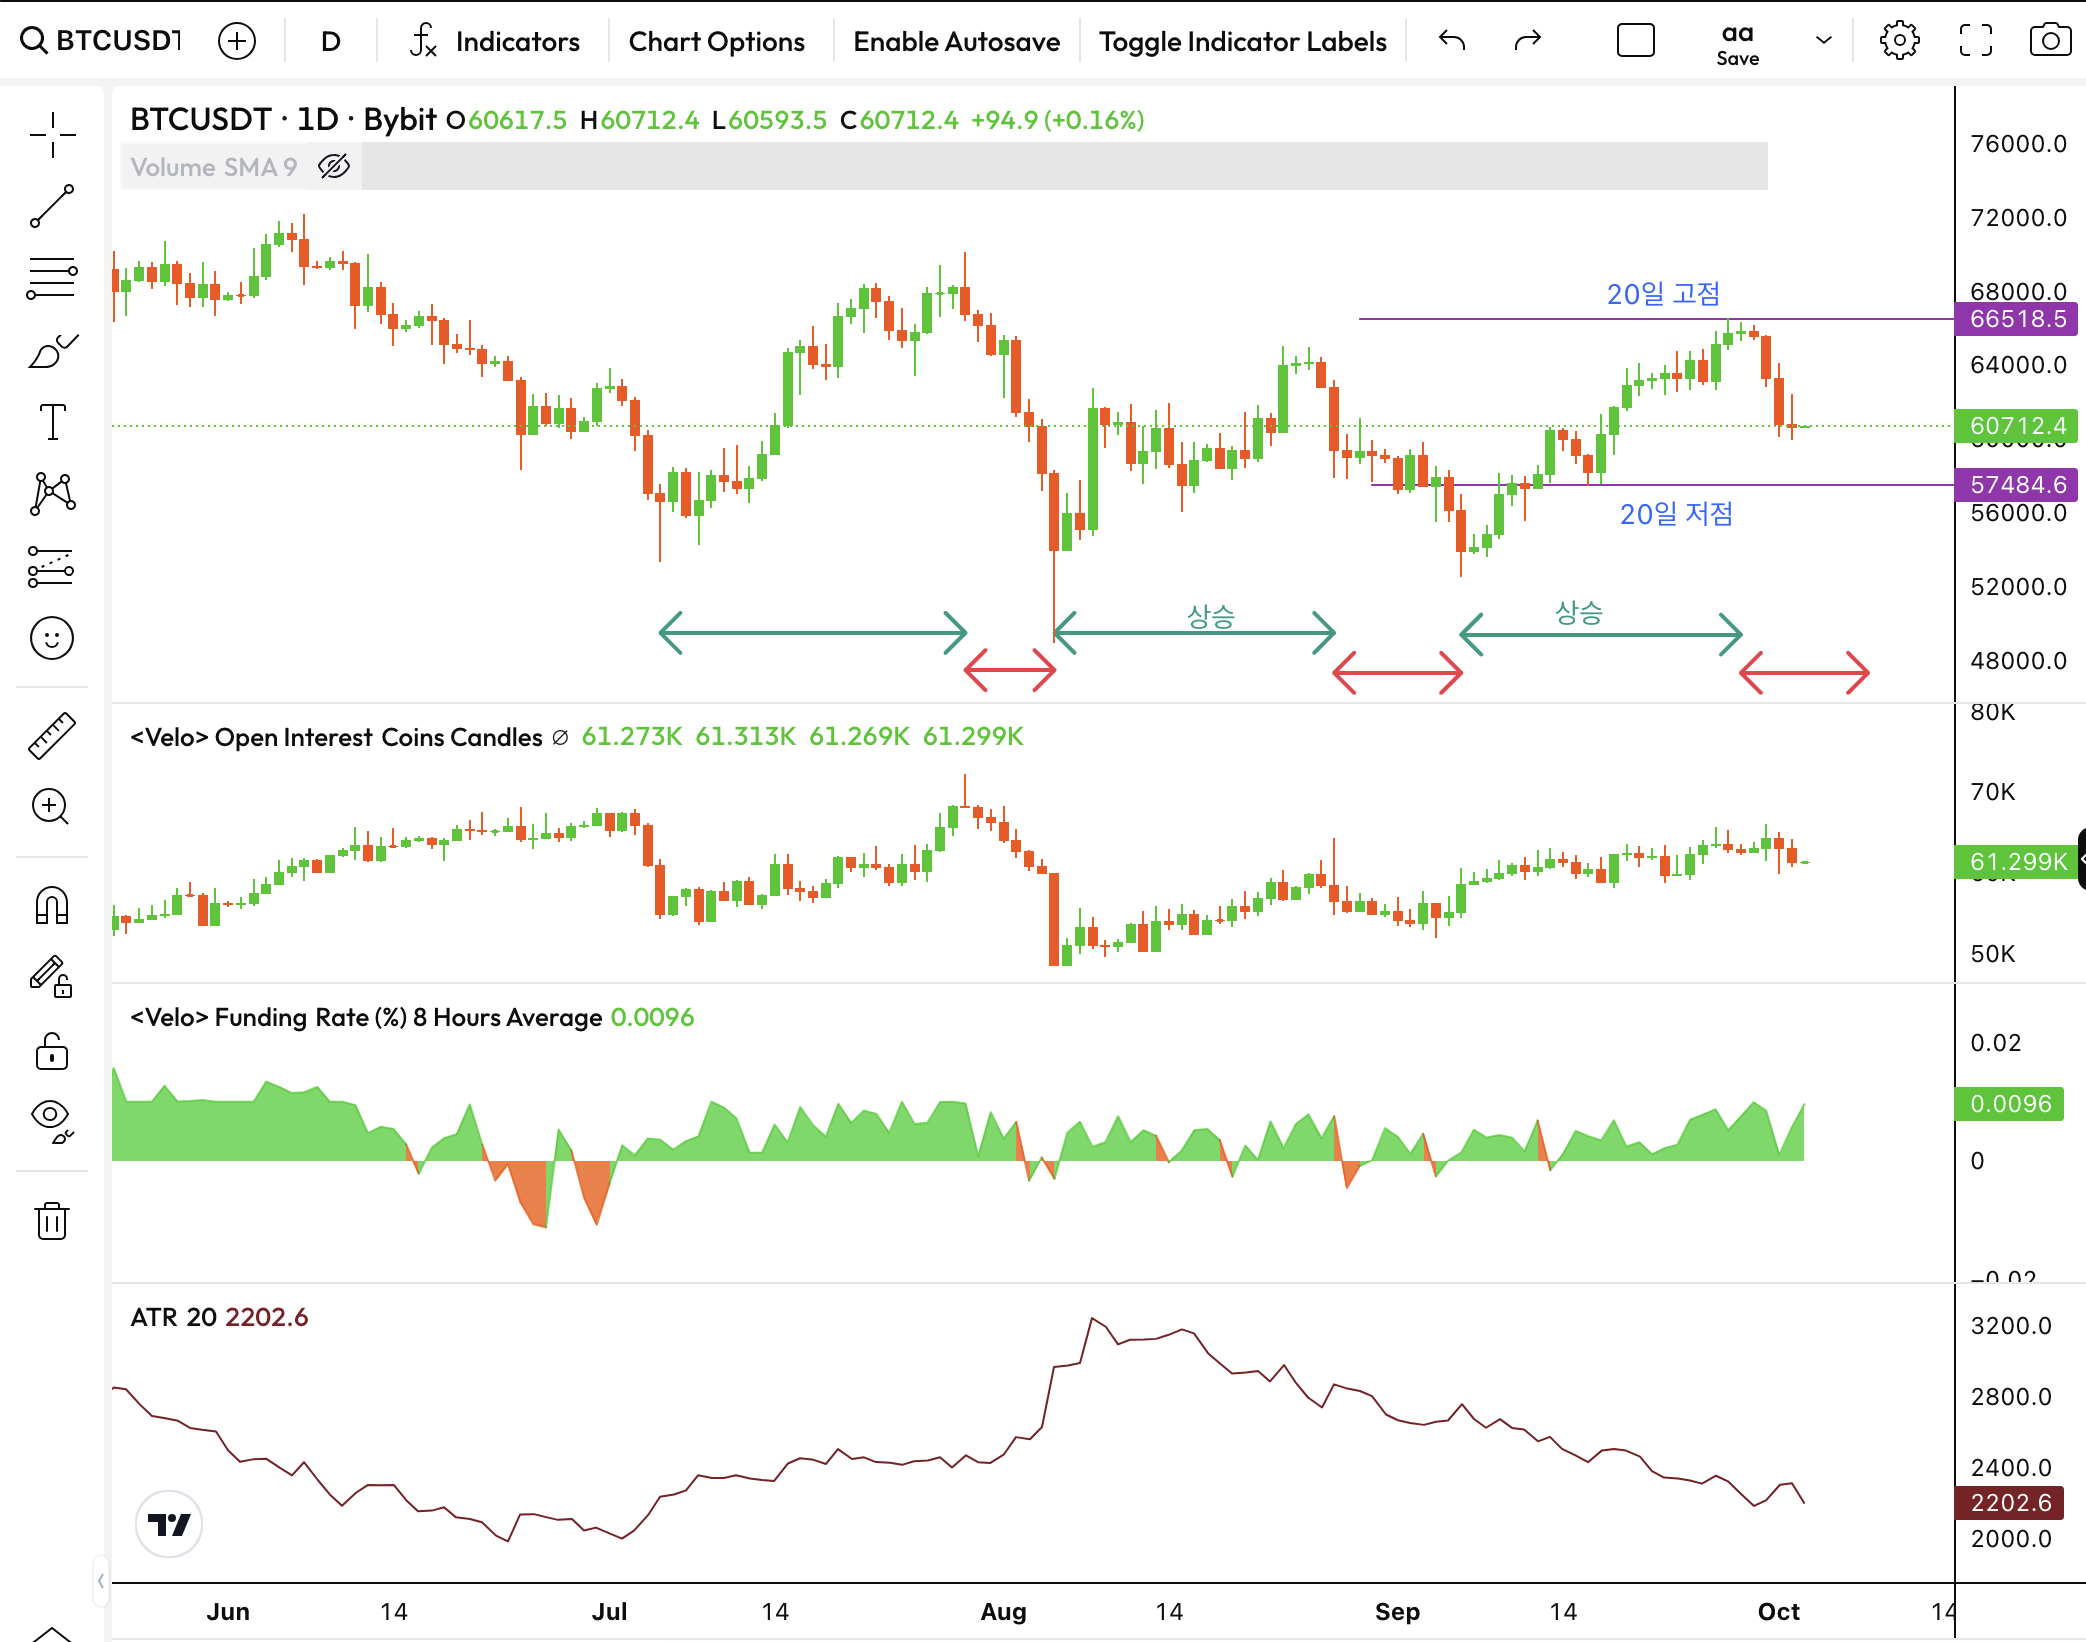 BTCUSDT D Indicators Chart Options Enable Autosave Toggle Indicator Labels aa
Save
BTCUSDT · 1D · Bybit O60617.5 H60712.4 L60593.5 C60712.4 +94.9 (+0.16%)
Volume SMA 9
76000.0
72000.0
20일 고점
68000.0
66518.5
64000.0
60712.4
57484.6
20일 저점
56000.0
52000.0
상승
상승
48000.0
80K
<Velo> Open Interest Coins Candles ∅ 61.273K 61.313K 61.269K 61.299K
70K
61.299K
50K
<Velo> Funding Rate (%) 8 Hours Average 0.0096
0.02
0.0096
0
−0.02
ATR 20 2202.6
3200.0
2800.0
2400.0
2202.6
2000.0
Jun 14 Jul 14 Aug 14 Sep 14 Oct 14